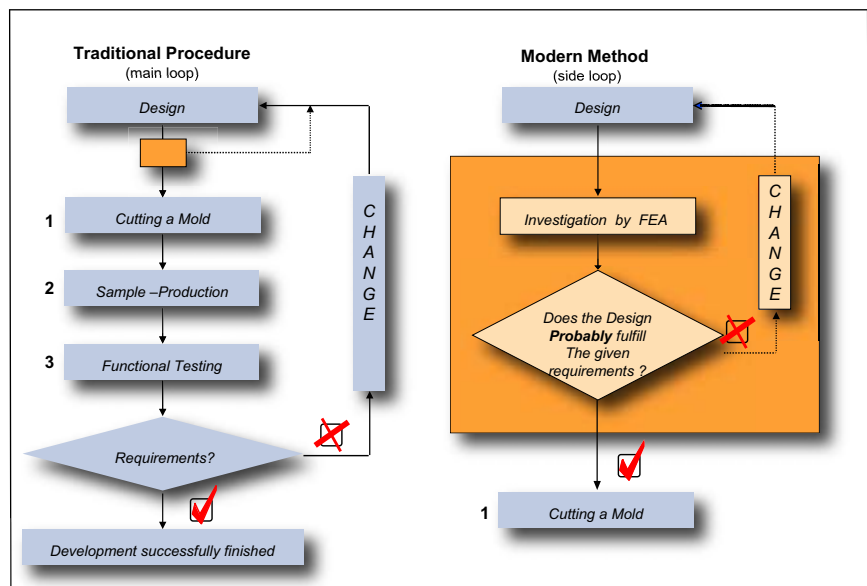 Traditional Procedure
(main loop)
Design
1
Cutting a Mold
2
Sample –Production
3
Functional Testing
Requirements?
Development successfully finished
C
H
A
N
G
E
Modern Method
(side loop)
Design
Investigation by FEA
Does the Design
Probably fulfill
The given
requirements ?
C
H
A
N
G
E
1
Cutting a Mold